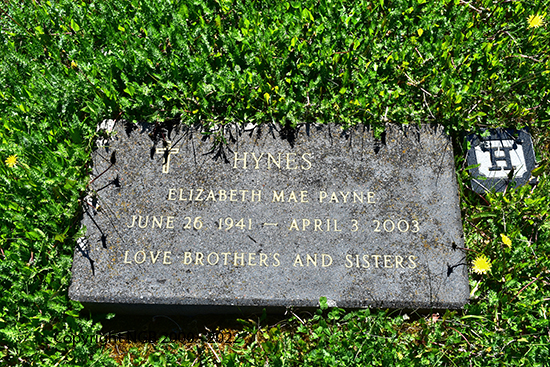 HYNES
H
ELIZABETH MAE PAYNE
JUNE 26 1941 — APRIL 3 2003
LOVE BROTHERS AND SISTERS